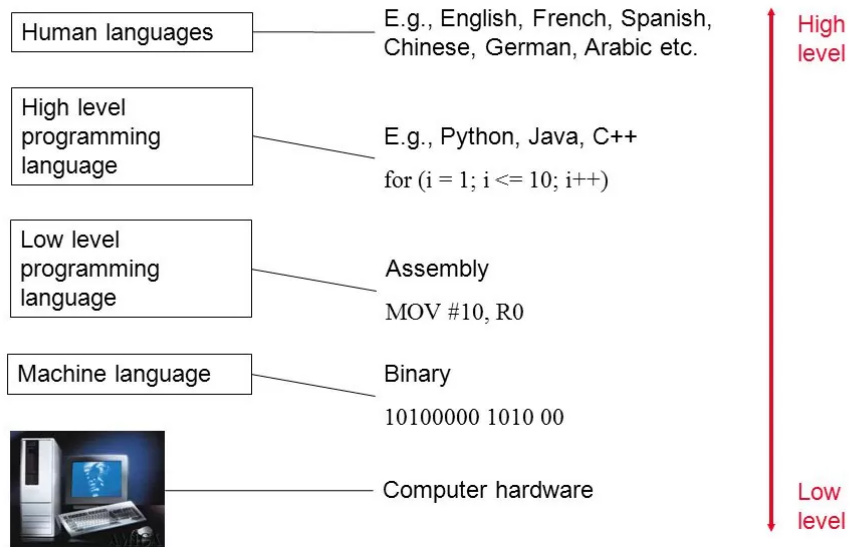 Human languages
E.g., English, French, Spanish,
Chinese, German, Arabic etc.
High
level
High level
programming
language
E.g., Python, Java, C++
for (i = 1; i <= 10; i++)
Low level
programming
language
Assembly
MOV #10, R0
Machine language
Binary
10100000 1010 00
Computer hardware
Low
level